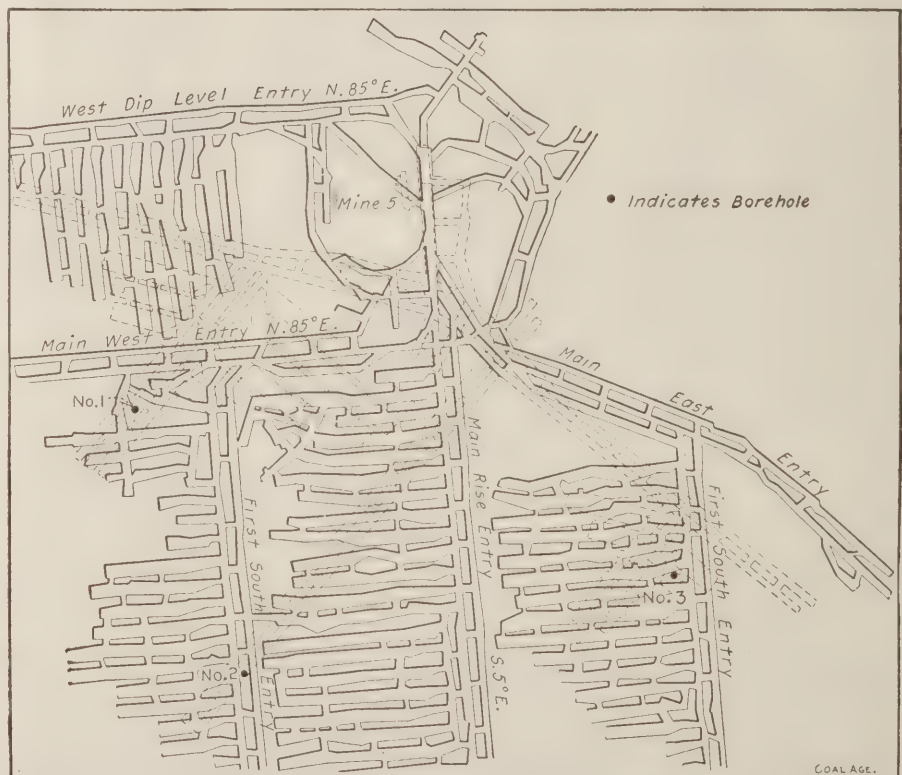 West Dip Level Entry N. 85° E.
Mine 5
Indicates Borehole
Main West Entry N. 85° E.
Main East Entry
No. 1
First South Entry
Main Rise Entry S. 5° E.
First South Entry
No. 3
No. 2
COAL AGE.